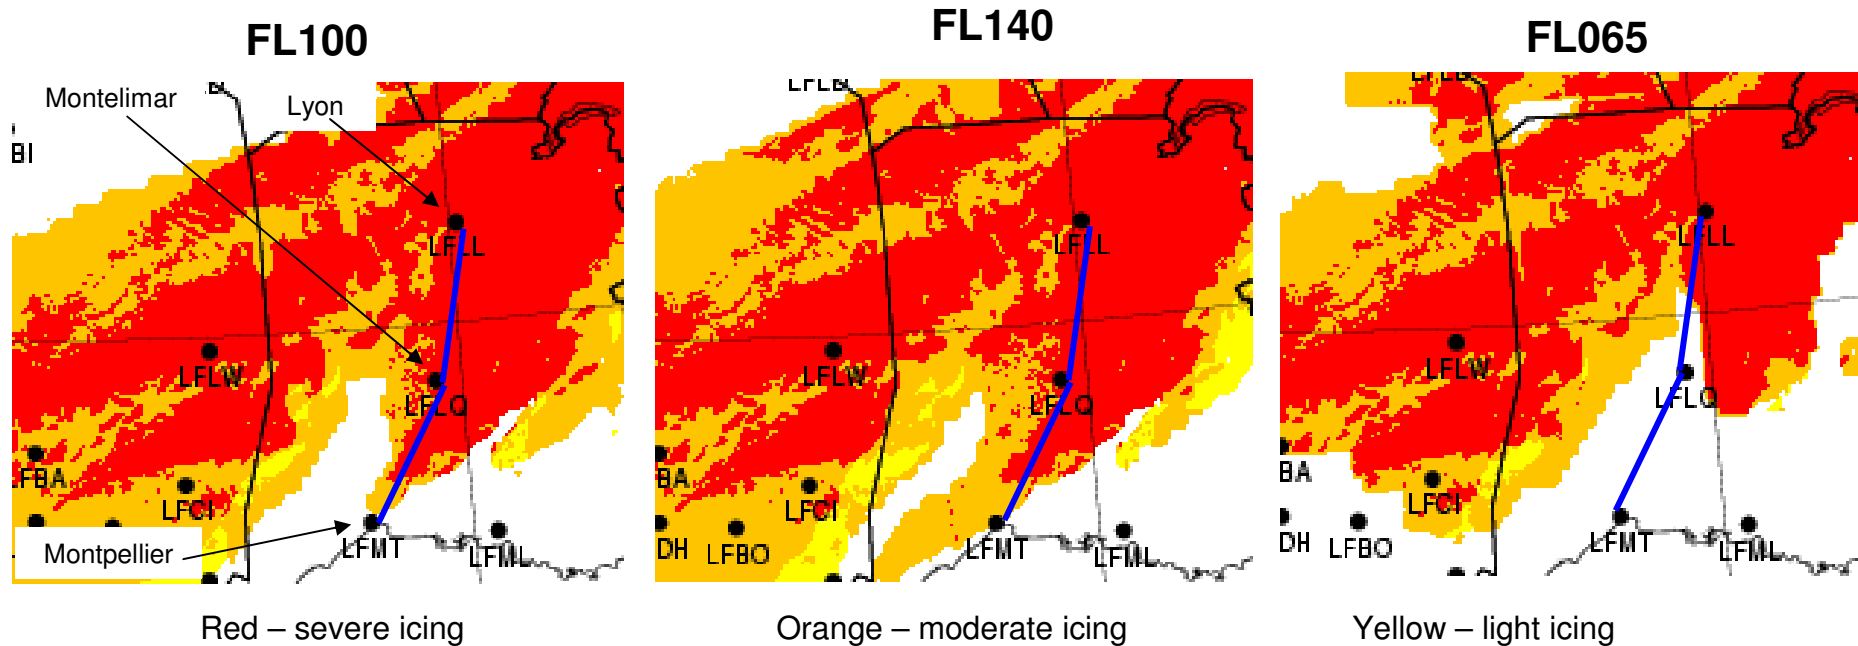 FL100
FL140
FL065
Montelimar
Lyon
BI
LFLL
LFLW
LFLQ
LFBA
LFCI
Montpellier
LFMT
LFML
LFLD
LFLL
LFLW
LFLQ
BA
LFCI
DH
LFBO
LFMT
LFML
LFLL
LFLW
LFLQ
BA
LFCI
DH
LFBO
LFMT
LFML
Red – severe icing
Orange – moderate icing
Yellow – light icing